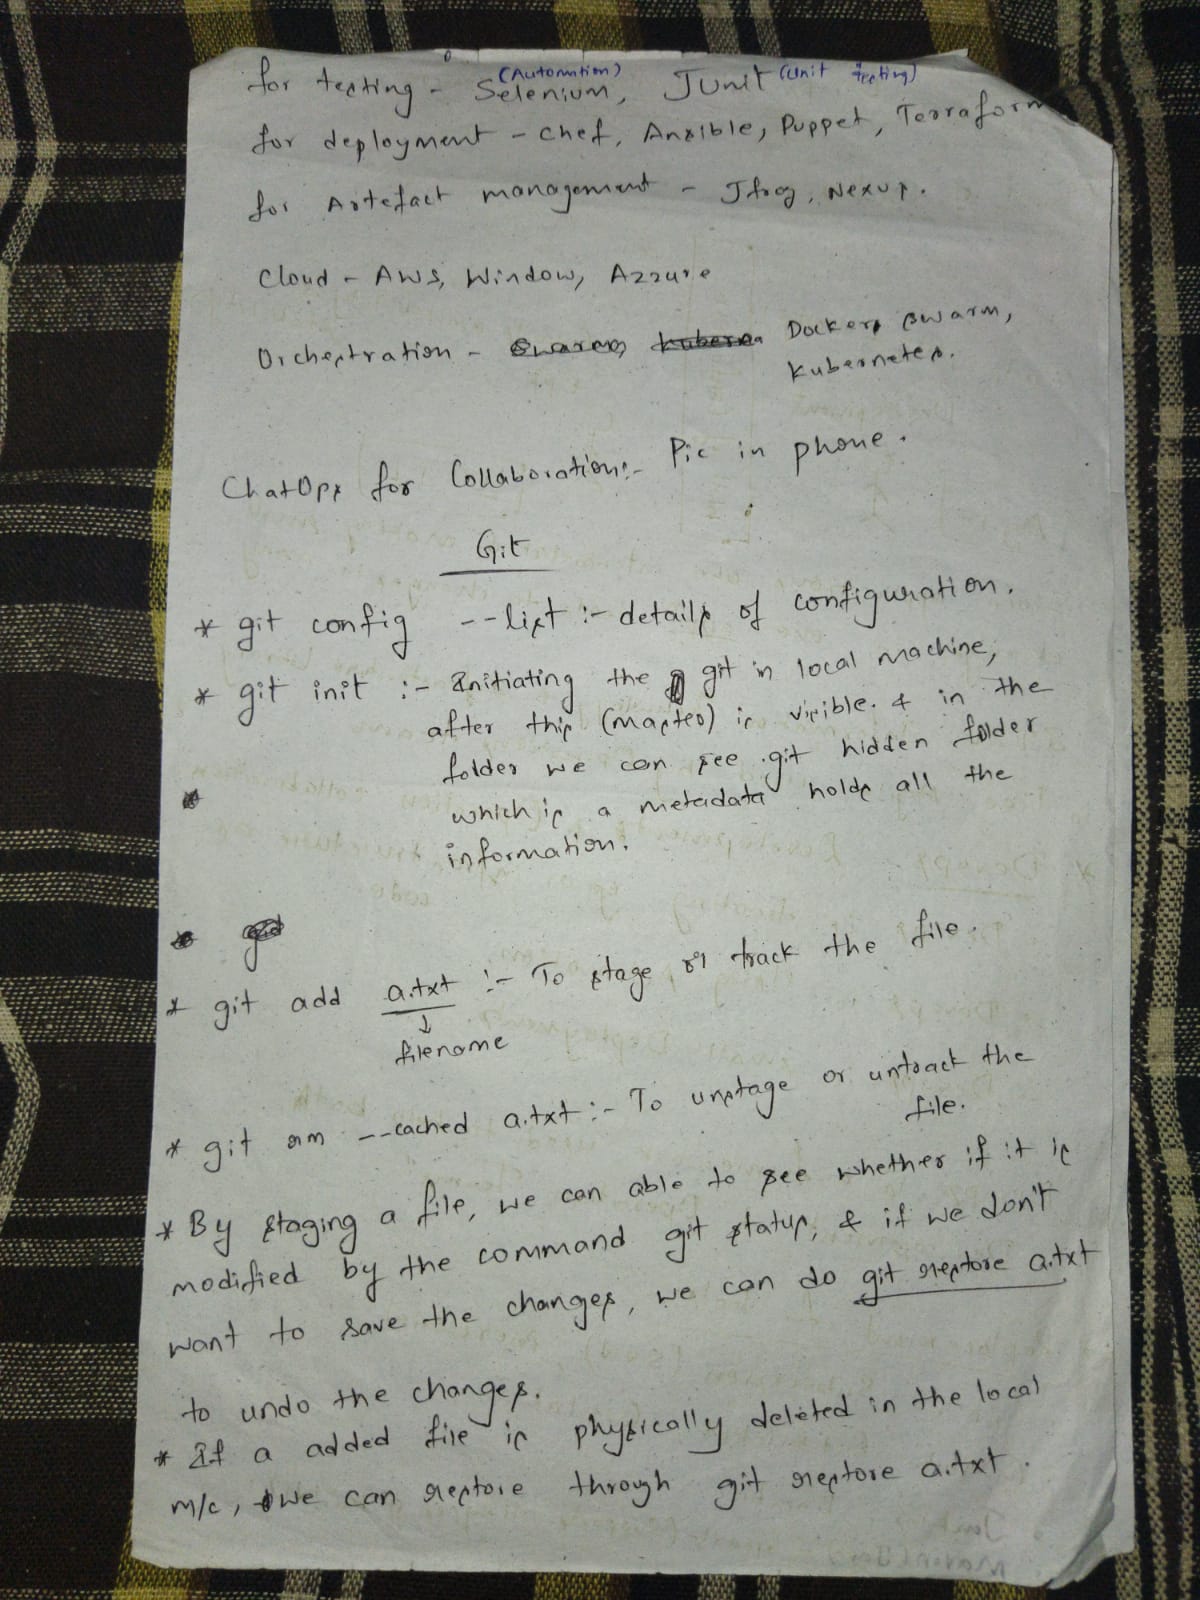 (Automation) (Unit Testing)
for testing - Selenium, JUnit
for deployment - chef, Ansible, Puppet, Terraform
for Artefact management - Jfrog, Nexus.
Cloud - AWS, Window, Azzure
Orchestration - Swarm, kuberne Dockers swarm,
Kubernetes.
ChatOps for Collaboration:- Pic in phone.
Git
* git config --list :- details of configuration.
* git init :- Initiating the git in local machine,
after this (master) is visible. & in the
folder we can see .git hidden folder
which is a metadata holds all the
information.
* git add a.txt :- To stage or track the file.
↓
filename
* git rm --cached a.txt :- To unstage or untrack the
file.
* By staging a file, we can able to see whether if it is
modified by the command git status, & if we don't
want to save the changes, we can do git restore a.txt
to undo the changes.
* If a added file is physically deleted in the local
m/c, we can restore through git restore a.txt.